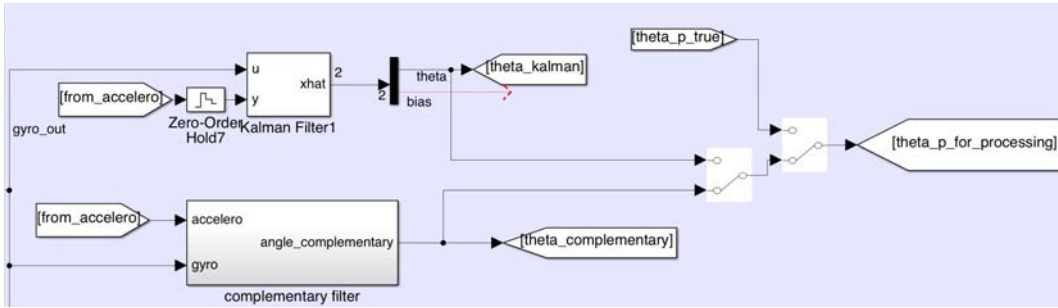 [theta_p_true]
u
y
xhat
2
2
theta
bias
[theta_kalman]
[from_accelero]
gyro_out
Zero-Order
Hold7
Kalman Filter1
[theta_p_for_processing]
[from_accelero]
accelero
gyro
angle_complementary
[theta_complementary]
complementary filter